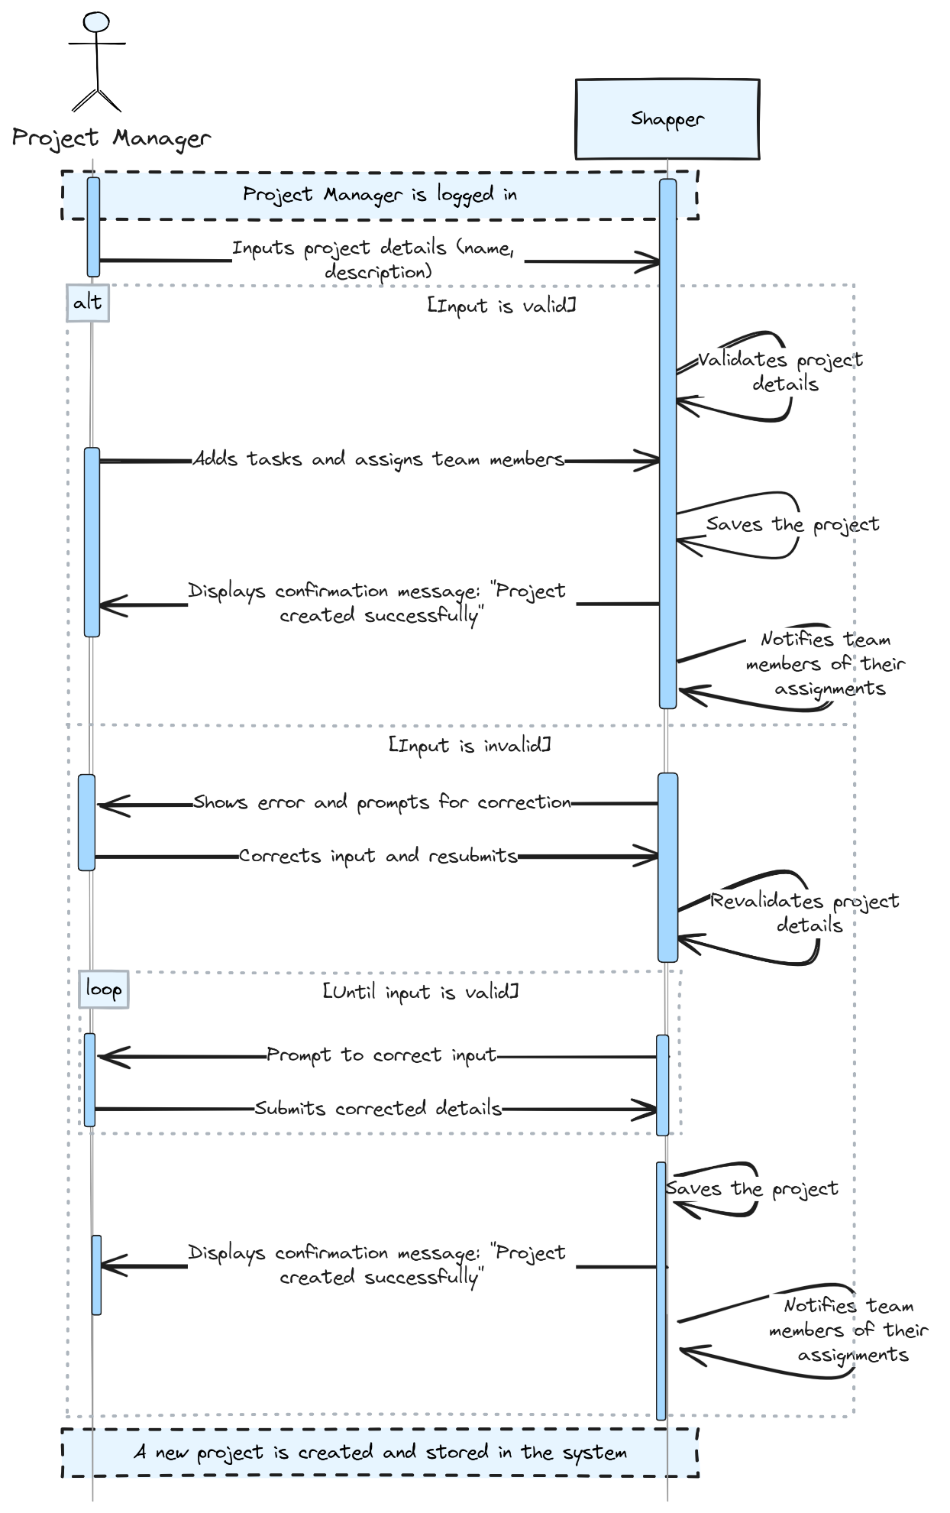 Project Manager
Shapper
Project Manager is logged in
Inputs project details (name,
description)
alt
[Input is valid]
Validates project
details
Adds tasks and assigns team members
Saves the project
Displays confirmation message: "Project
created successfully"
Notifies team
members of their
assignments
[Input is invalid]
Shows error and prompts for correction
Corrects input and resubmits
Revalidates project
details
loop
[Until input is valid]
Prompt to correct input
Submits corrected details
Saves the project
Displays confirmation message: "Project
created successfully"
Notifies team
members of their
assignments
A new project is created and stored in the system